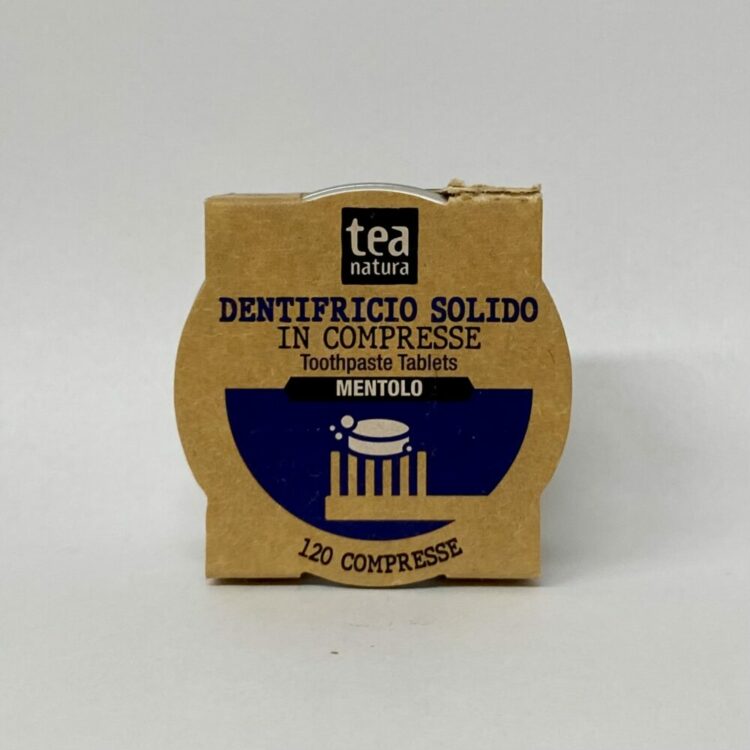 tea
natura
DENTIFRICIO SOLIDO
IN COMPRESSE
Toothpaste Tablets
MENTOLO
120 COMPRESSE